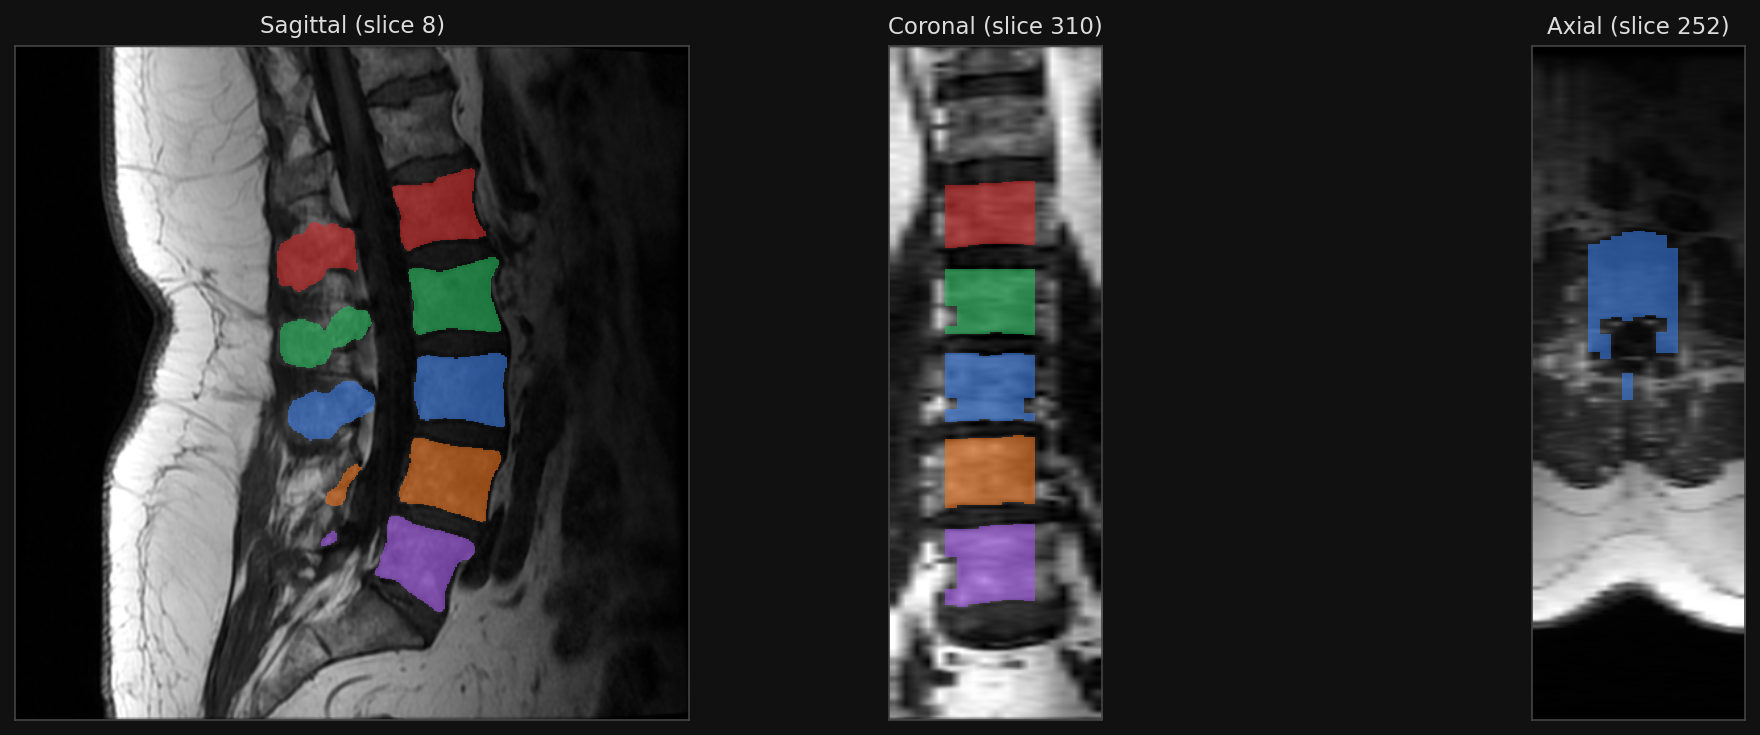 Sagittal (slice 8)
Coronal (slice 310)
Axial (slice 252)